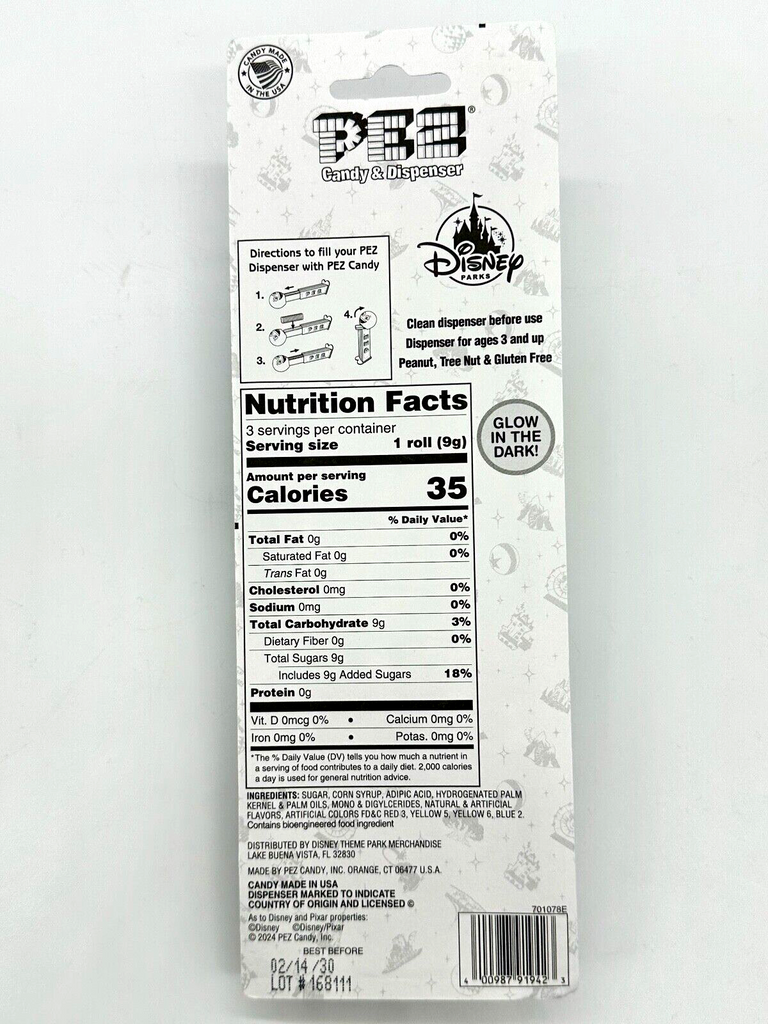 CANDY MADE
IN THE USA
PEZ®
Candy & Dispenser
Disney
PARKS
Directions to fill your PEZ
Dispenser with PEZ Candy
1.
2.
3.
4.
Clean dispenser before use
Dispenser for ages 3 and up
Peanut, Tree Nut & Gluten Free
GLOW
IN THE
DARK!
Nutrition Facts
3 servings per container
Serving size 1 roll (9g)
Amount per serving
Calories 35
% Daily Value*
Total Fat 0g 0%
Saturated Fat 0g 0%
Trans Fat 0g
Cholesterol 0mg 0%
Sodium 0mg 0%
Total Carbohydrate 9g 3%
Dietary Fiber 0g 0%
Total Sugars 9g
Includes 9g Added Sugars 18%
Protein 0g
Vit. D 0mcg 0% • Calcium 0mg 0%
Iron 0mg 0% • Potas. 0mg 0%
*The % Daily Value (DV) tells you how much a nutrient in
a serving of food contributes to a daily diet. 2,000 calories
a day is used for general nutrition advice.
INGREDIENTS: SUGAR, CORN SYRUP, ADIPIC ACID, HYDROGENATED PALM
KERNEL & PALM OILS, MONO & DIGYLCERIDES, NATURAL & ARTIFICIAL
FLAVORS, ARTIFICIAL COLORS FD&C RED 3, YELLOW 5, YELLOW 6, BLUE 2.
Contains bioengineered food ingredient
DISTRIBUTED BY DISNEY THEME PARK MERCHANDISE
LAKE BUENA VISTA, FL 32830
MADE BY PEZ CANDY, INC. ORANGE, CT 06477 U.S.A.
CANDY MADE IN USA
DISPENSER MARKED TO INDICATE
COUNTRY OF ORIGIN AND LICENSED ©
As to Disney and Pixar properties:
©Disney ©Disney/Pixar
© 2024 PEZ Candy, Inc.
BEST BEFORE
02/14/30
LOT # 168111
701078E
4 00987 91942 3